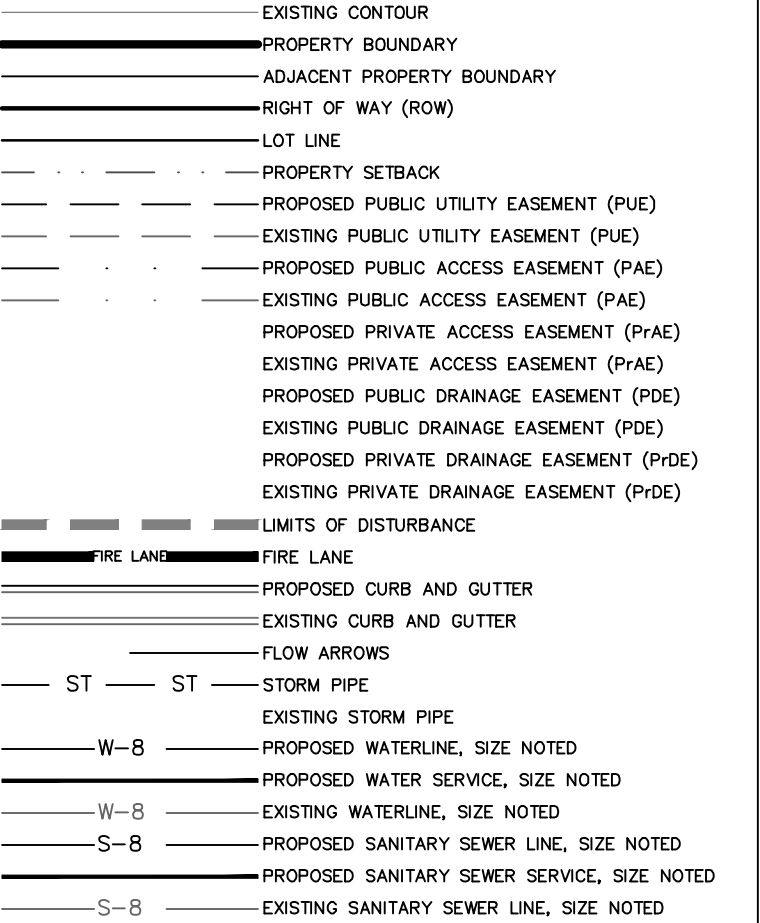 EXISTING CONTOUR
PROPERTY BOUNDARY
ADJACENT PROPERTY BOUNDARY
RIGHT OF WAY (ROW)
LOT LINE
PROPERTY SETBACK
PROPOSED PUBLIC UTILITY EASEMENT (PUE)
EXISTING PUBLIC UTILITY EASEMENT (PUE)
PROPOSED PUBLIC ACCESS EASEMENT (PAE)
EXISTING PUBLIC ACCESS EASEMENT (PAE)
PROPOSED PRIVATE ACCESS EASEMENT (PrAE)
EXISTING PRIVATE ACCESS EASEMENT (PrAE)
PROPOSED PUBLIC DRAINAGE EASEMENT (PDE)
EXISTING PUBLIC DRAINAGE EASEMENT (PDE)
PROPOSED PRIVATE DRAINAGE EASEMENT (PrDE)
EXISTING PRIVATE DRAINAGE EASEMENT (PrDE)
LIMITS OF DISTURBANCE
FIRE LANE FIRE LANE
PROPOSED CURB AND GUTTER
EXISTING CURB AND GUTTER
FLOW ARROWS
ST ST STORM PIPE
EXISTING STORM PIPE
W-8 PROPOSED WATERLINE, SIZE NOTED
PROPOSED WATER SERVICE, SIZE NOTED
W-8 EXISTING WATERLINE, SIZE NOTED
S-8 PROPOSED SANITARY SEWER LINE, SIZE NOTED
PROPOSED SANITARY SEWER SERVICE, SIZE NOTED
S-8 EXISTING SANITARY SEWER LINE, SIZE NOTED